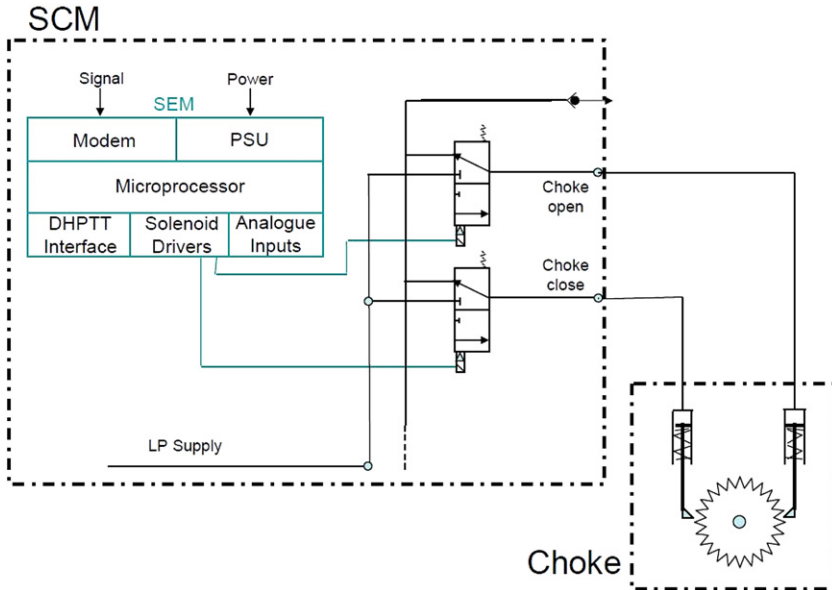 SCM
Signal
Power
SEM
Modem
PSU
Microprocessor
DHPTT
Interface
Solenoid
Drivers
Analogue
Inputs
Choke
open
Choke
close
LP Supply
Choke